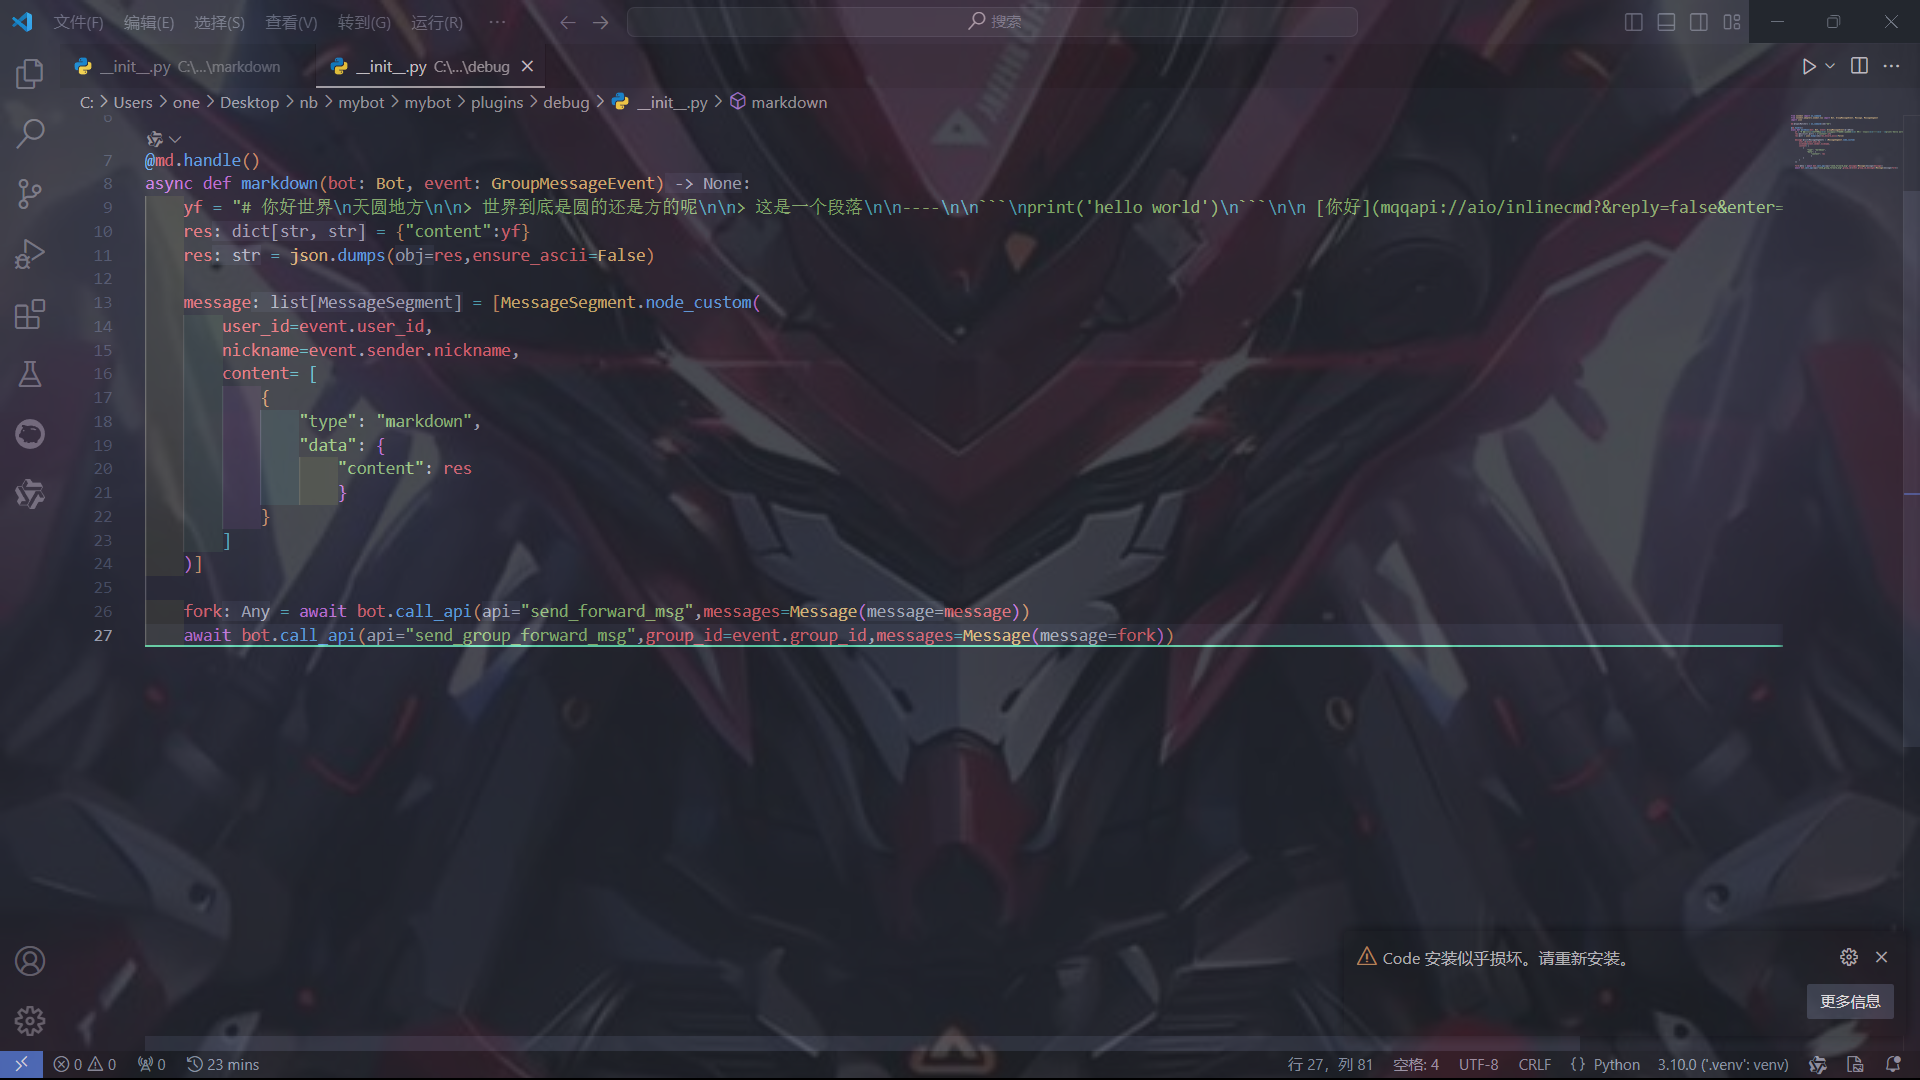 文件(F) 编辑(E) 选择(S) 查看(V) 转到(G) 运行(R) ··· 搜索
__init__.py C:\...\markdown __init__.py C:\...\debug
C: > Users > one > Desktop > nb > mybot > mybot > plugins > debug > __init__.py > markdown
6
7 @md.handle()
8 async def markdown(bot: Bot, event: GroupMessageEvent) -> None:
9 yf = "# 你好世界\n天圆地方\n\n> 世界到底是圆的还是方的呢\n\n> 这是一个段落\n\n----\n\n```\nprint('hello world')\n```\n\n [你好](mqqapi://aio/inlinecmd?&reply=false&enter=
10 res: dict[str, str] = {"content":yf}
11 res: str = json.dumps(obj=res,ensure_ascii=False)
12
13 message: list[MessageSegment] = [MessageSegment.node_custom(
14 user_id=event.user_id,
15 nickname=event.sender.nickname,
16 content= [
17 {
18 "type": "markdown",
19 "data": {
20 "content": res
21 }
22 }
23 ]
24 )]
25
26 fork: Any = await bot.call_api(api="send_forward_msg",messages=Message(message=message))
27 await bot.call_api(api="send_group_forward_msg",group_id=event.group_id,messages=Message(message=fork))
Code 安装似乎损坏。请重新安装。
更多信息
0 0 0 23 mins 行 27，列 81 空格: 4 UTF-8 CRLF {} Python 3.10.0 ('.venv': venv)